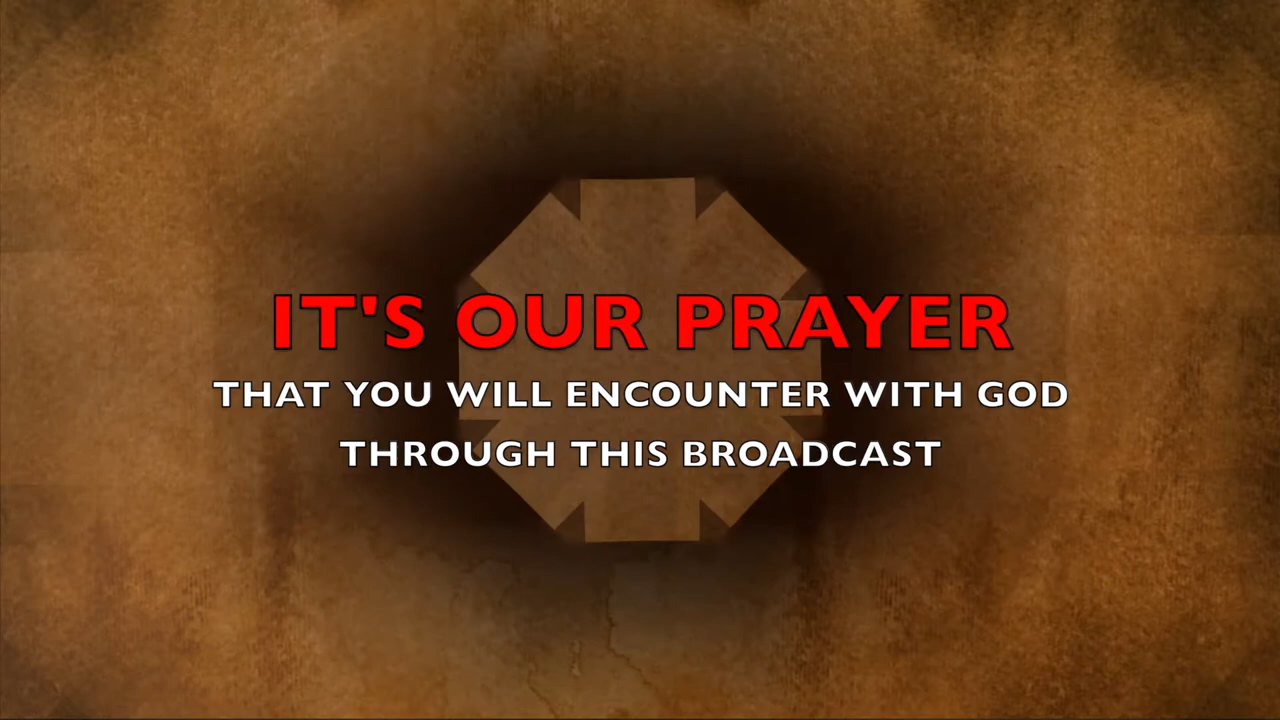 IT'S OUR PRAYER
THAT YOU WILL ENCOUNTER WITH GOD
THROUGH THIS BROADCAST